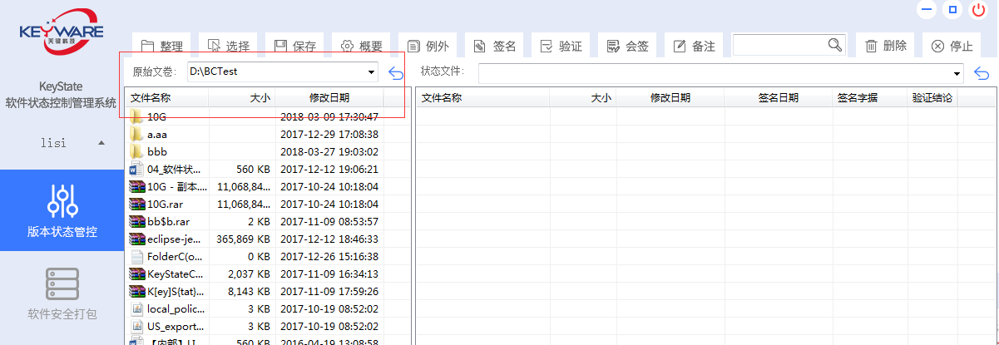 KEYWARE
关键科技
KeyState
软件状态控制管理系统
lisi
版本状态管控
软件安全打包
整理 选择 保存 概要 例外 签名 验证 会签 备注 删除 停止
原始文卷: D:\BCTest
状态文件:
文件名称 大小 修改日期
文件名称 大小 修改日期 签名日期 签名字据 验证结论
10G 2018-03-09 17:30:47
a.aa 2017-12-29 17:08:38
bbb 2018-03-27 19:03:02
04_软件状... 560 KB 2017-12-12 19:06:21
10G - 副本.... 11,068,84... 2017-10-24 10:18:04
10G.rar 11,068,84... 2017-10-24 10:18:04
bb$b.rar 2 KB 2017-11-09 08:53:57
eclipse-je... 365,869 KB 2017-12-12 18:46:33
FolderC(o... 0 KB 2017-12-26 15:16:38
KeyStateC... 2,037 KB 2017-11-09 16:34:13
K[ey]S{tat}... 8,143 KB 2017-11-09 17:59:26
local_polic... 3 KB 2017-10-19 08:52:02
US_export... 3 KB 2017-10-19 08:52:02
【内部】UI... 560 KB 2016-04-19 13:08:58